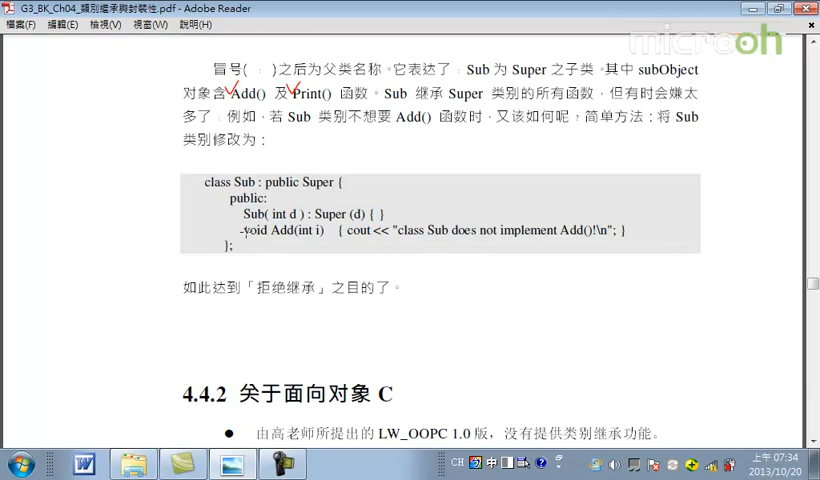 G3_BK_Ch04_類別繼承與封裝性.pdf - Adobe Reader
檔案(F) 編輯(E) 檢視(V) 視窗(W) 說明(H)
microoh
冒号( : )之后为父类名称。它表达了：Sub 为 Super 之子类。其中 subObject
对象含 Add() 及 Print() 函数。Sub 继承 Super 类别的所有函数，但有时会嫌太
多了：例如，若 Sub 类别不想要 Add() 函数时，又该如何呢？简单方法：将 Sub
类别修改为：
class Sub : public Super {
public:
Sub( int d ) : Super (d) { }
void Add(int i) { cout << "class Sub does not implement Add()!\n"; }
};
如此达到「拒绝继承」之目的了。
4.4.2 关于面向对象 C
● 由高老师所提出的 LW_OOPC 1.0 版，没有提供类别继承功能。
CH 中
上午 07:34
2013/10/20